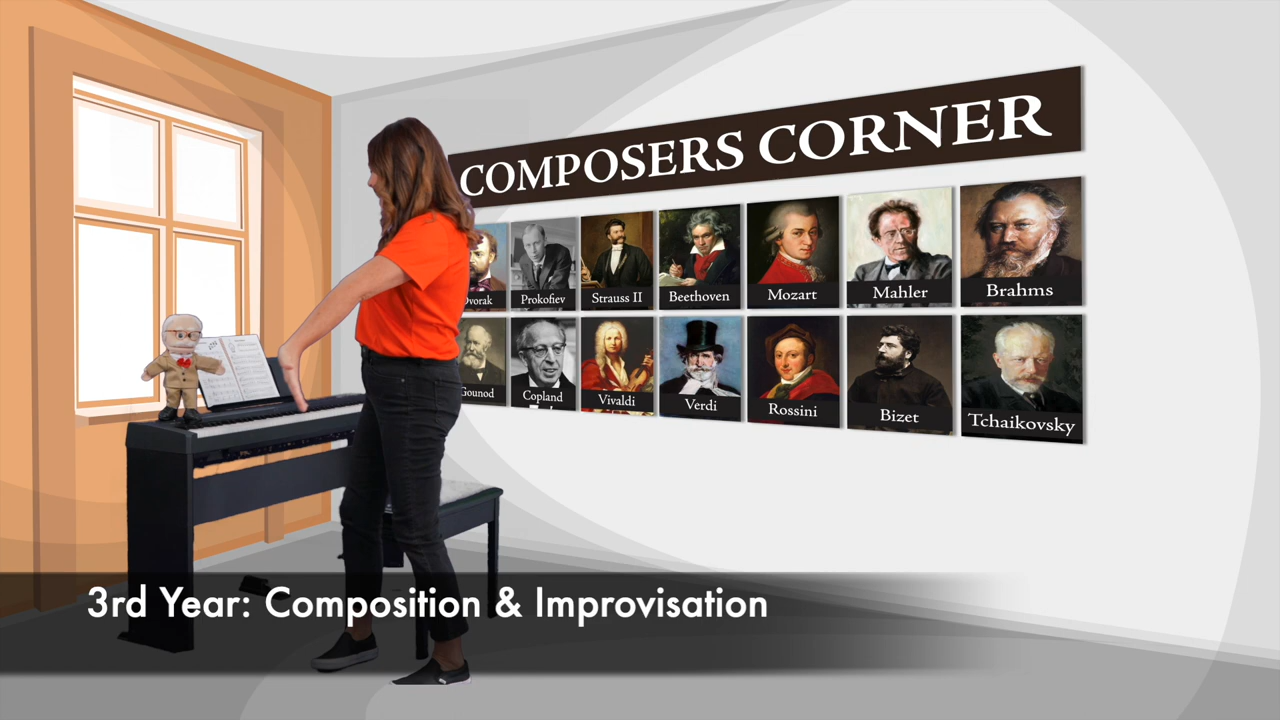 COMPOSERS CORNER
Dvorak
Prokofiev
Strauss II
Beethoven
Mozart
Mahler
Brahms
Gounod
Copland
Vivaldi
Verdi
Rossini
Bizet
Tchaikovsky
3rd Year: Composition & Improvisation